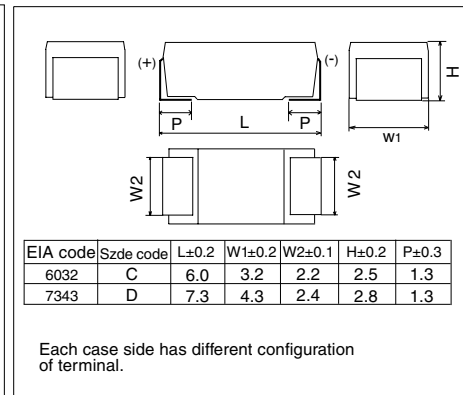 (+)
(-)
H
P
L
P
W1
W2
W2
EIA code Szde code L±0.2 W1±0.2 W2±0.1 H±0.2 P±0.3
6032 C 6.0 3.2 2.2 2.5 1.3
7343 D 7.3 4.3 2.4 2.8 1.3
Each case side has different configuration
of terminal.